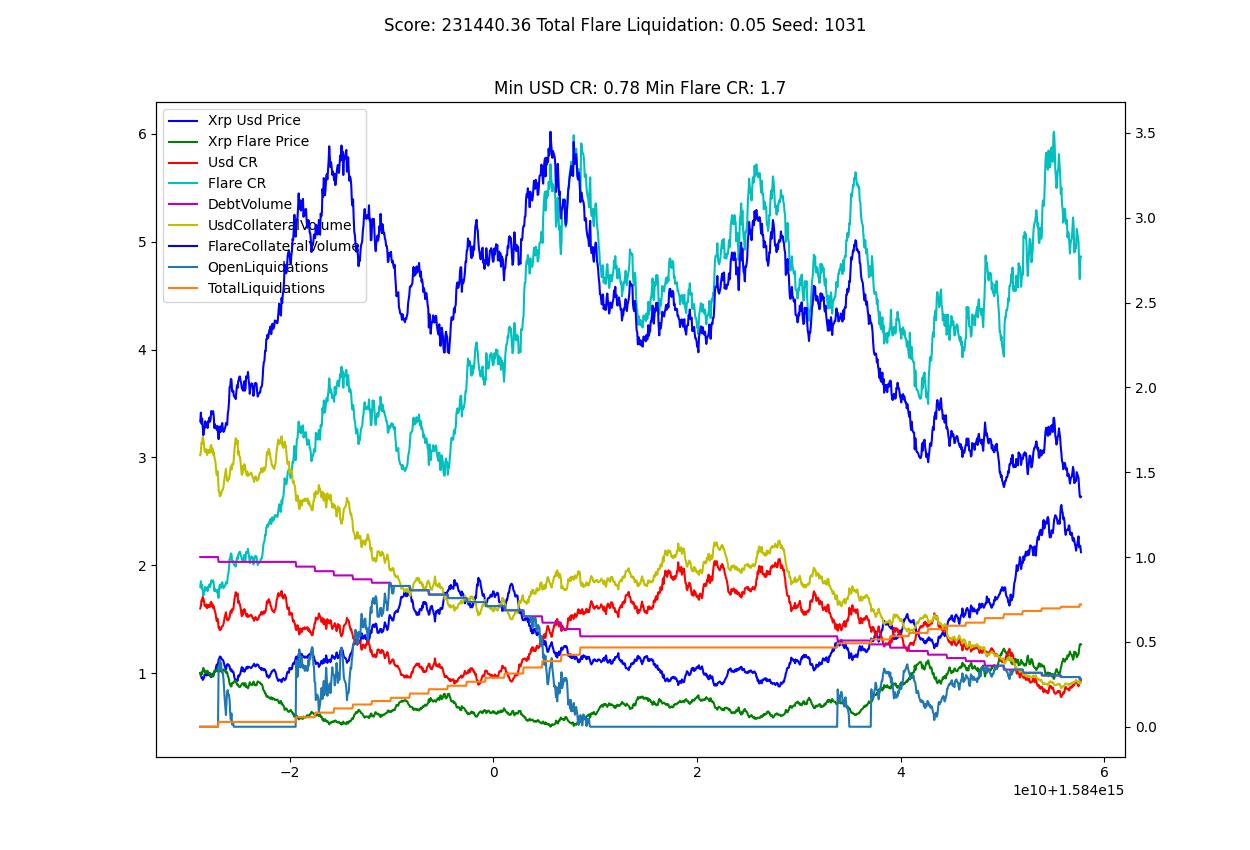 Score: 231440.36 Total Flare Liquidation: 0.05 Seed: 1031
Min USD CR: 0.78 Min Flare CR: 1.7
Xrp Usd Price
Xrp Flare Price
Usd CR
Flare CR
DebtVolume
UsdCollateralVolume
FlareCollateralVolume
OpenLiquidations
TotalLiquidations
6
5
4
3
2
1
3.5
3.0
2.5
2.0
1.5
1.0
0.5
0.0
−2 0 2 4 6
1e10+1.584e15